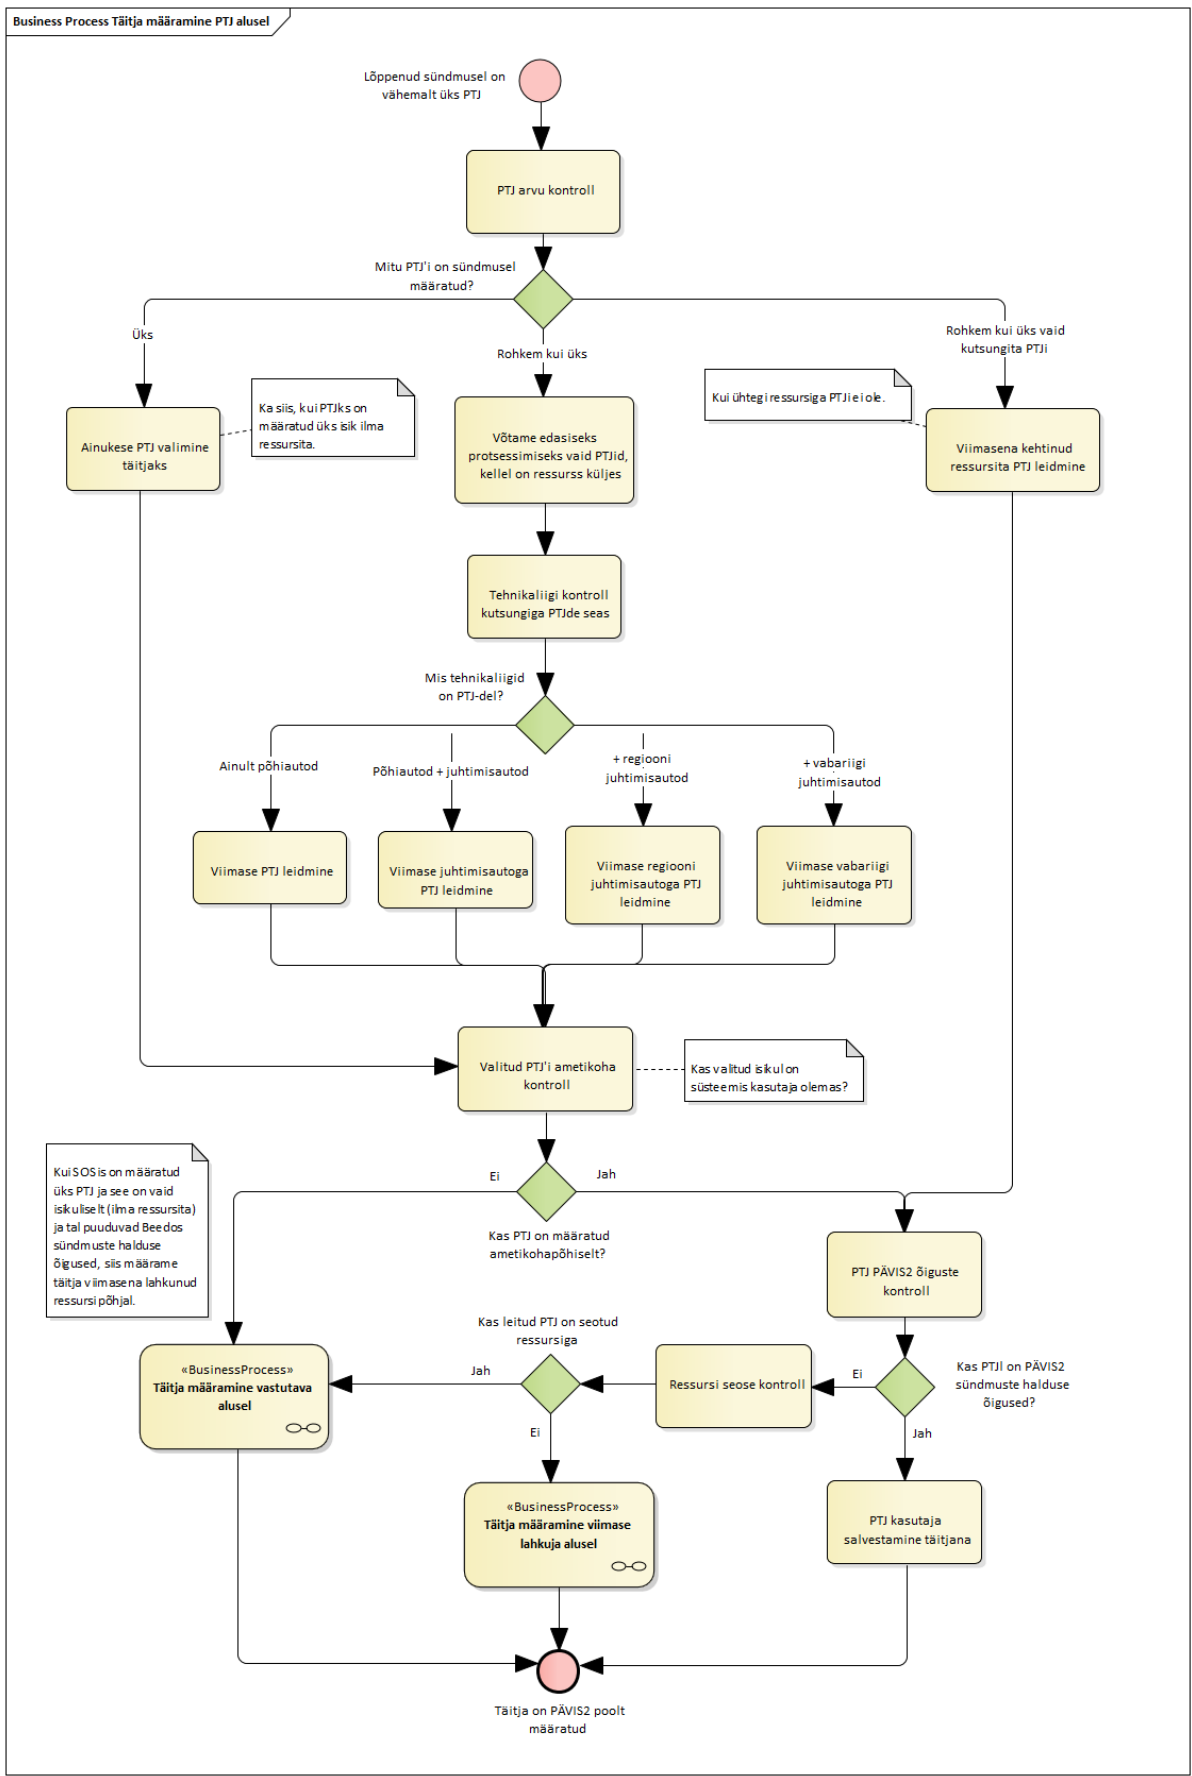 Business Process Täitja määramine PTJ alusel
Lõppenud sündmusel on
vähemalt üks PTJ
PTJ arvu kontroll
Mitu PTJ'i on sündmusel
määratud?
Üks
Rohkem kui üks
Rohkem kui üks vaid
kutsungita PTJi
Ka siis, kui PTJks on
määratud üks isik ilma
ressursita.
Kui ühtegi ressursiga PTJi ei ole.
Ainukese PTJ valimine
täitjaks
Võtame edasiseks
protsessimiseks vaid PTJid,
kellel on ressurss küljes
Viimasena kehtinud
ressursita PTJ leidmine
Tehnikaliigi kontroll
kutsungiga PTJde seas
Mis tehnikaliigid
on PTJ-del?
Ainult põhiautod
Põhiautod + juhtimisautod
+ regiooni
juhtimisautod
+ vabariigi
juhtimisautod
Viimase PTJ leidmine
Viimase juhtimisautoga
PTJ leidmine
Viimase regiooni
juhtimisautoga PTJ
leidmine
Viimase vabariigi
juhtimisautoga PTJ
leidmine
Valitud PTJ'i ametikoha
kontroll
Kas valitud isikul on
süsteemis kasutaja olemas?
Kui SOSis on määratud
üks PTJ ja see on vaid
isikuliselt (ilma ressursita)
ja tal puuduvad Beedos
sündmuste halduse
õigused, siis määrame
täitja viimasena lahkunud
ressursi põhjal.
Ei
Jah
Kas PTJ on määratud
ametikohapõhiselt?
PTJ PÄVIS2 õiguste
kontroll
Kas leitud PTJ on seotud
ressursiga
Jah
Ei
Ressursi seose kontroll
Ei
Kas PTJl on PÄVIS2
sündmuste halduse
õigused?
Jah
«BusinessProcess»
Täitja määramine vastutava
alusel
«BusinessProcess»
Täitja määramine viimase
lahkuja alusel
PTJ kasutaja
salvestamine täitjana
Täitja on PÄVIS2 poolt
määratud